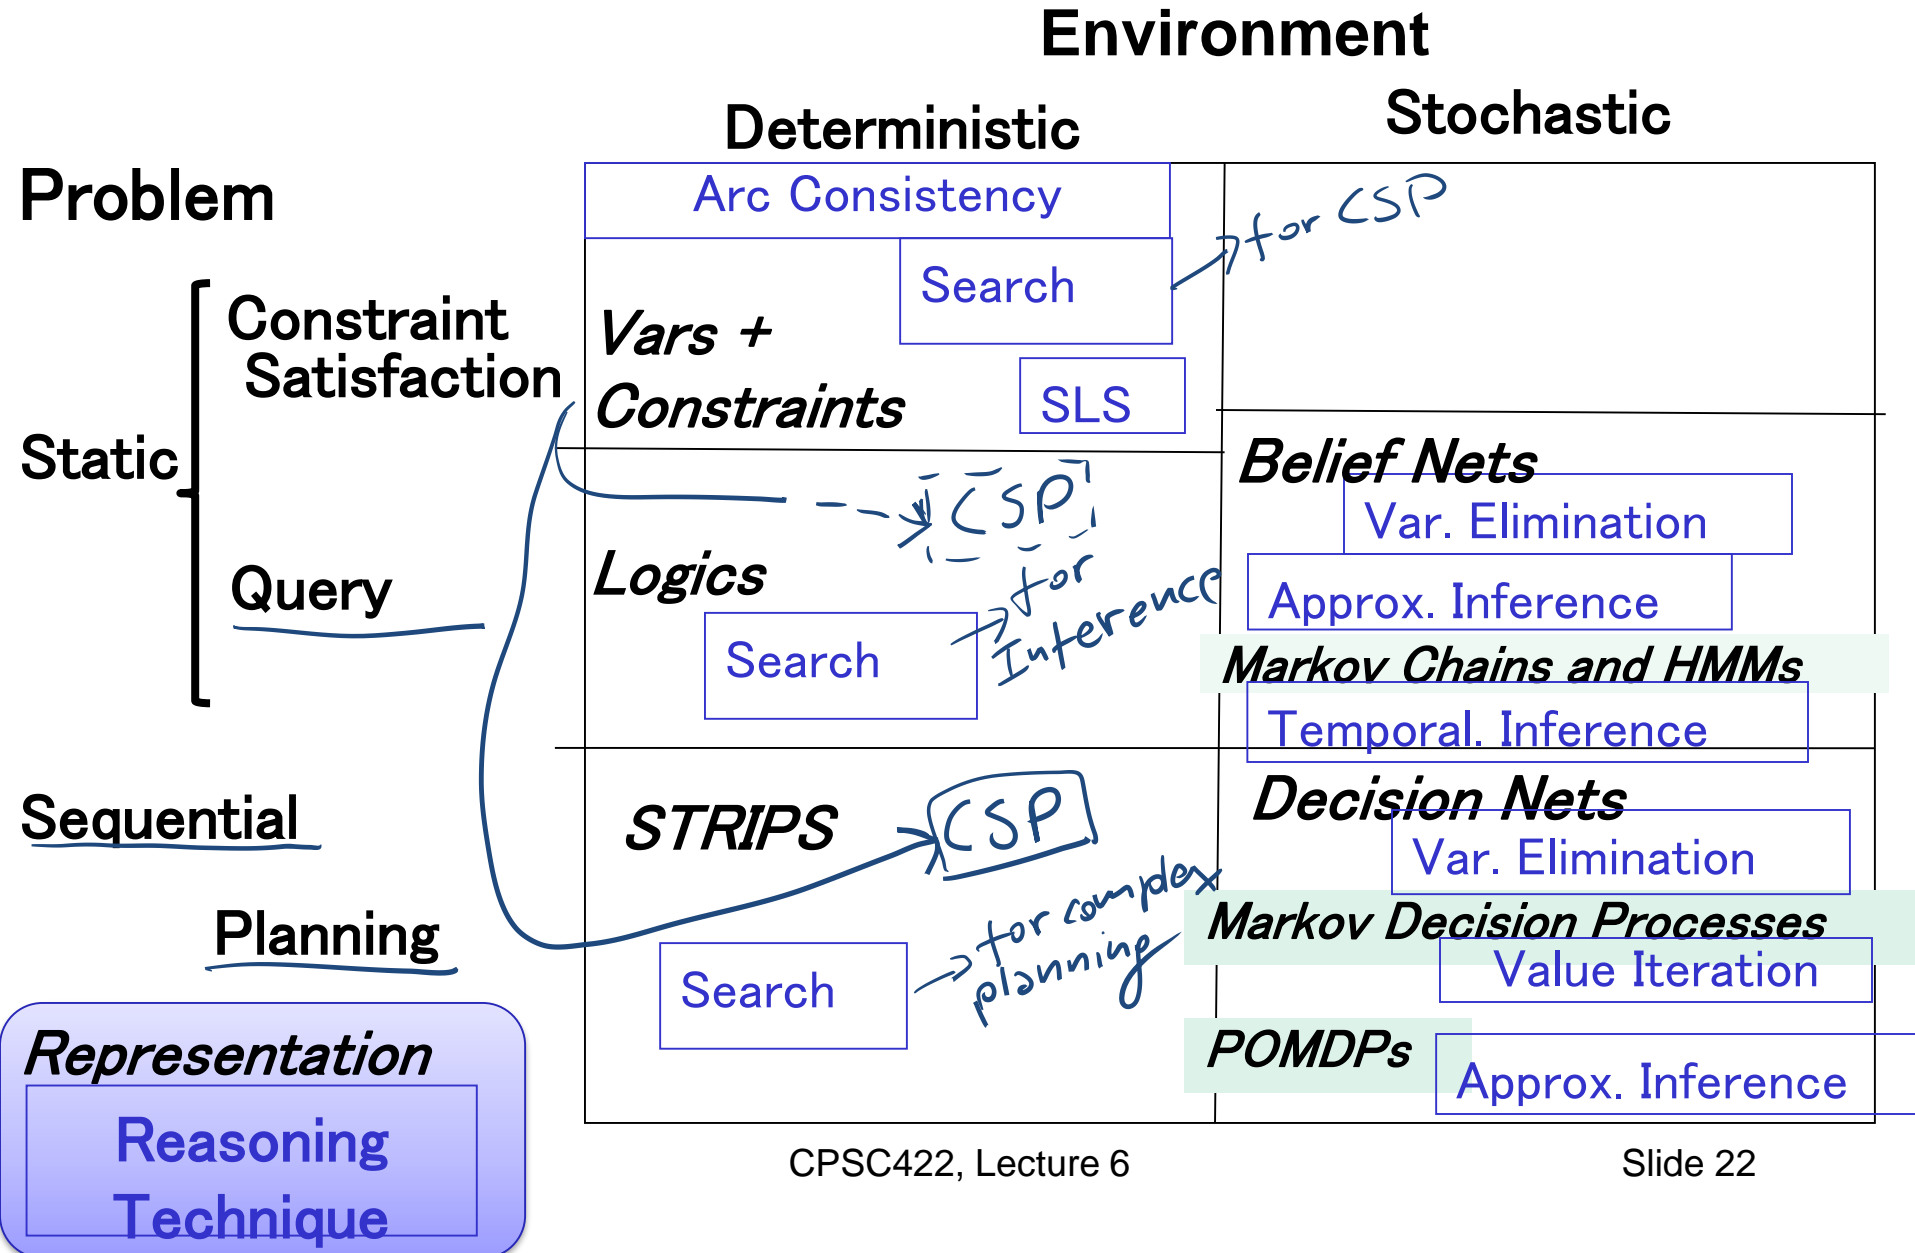 Environment
Deterministic
Stochastic
Problem
Arc Consistency
Search
for CSP
Constraint
Satisfaction
Vars +
Constraints
SLS
Static
Belief Nets
CSP
Var. Elimination
Query
Logics
for
Inference
Approx. Inference
Search
Markov Chains and HMMs
Temporal. Inference
Sequential
STRIPS
CSP
Decision Nets
Var. Elimination
Planning
for complex
planning
Markov Decision Processes
Search
Value Iteration
Representation
POMDPs
Approx. Inference
Reasoning
Technique
CPSC422, Lecture 6
Slide 22